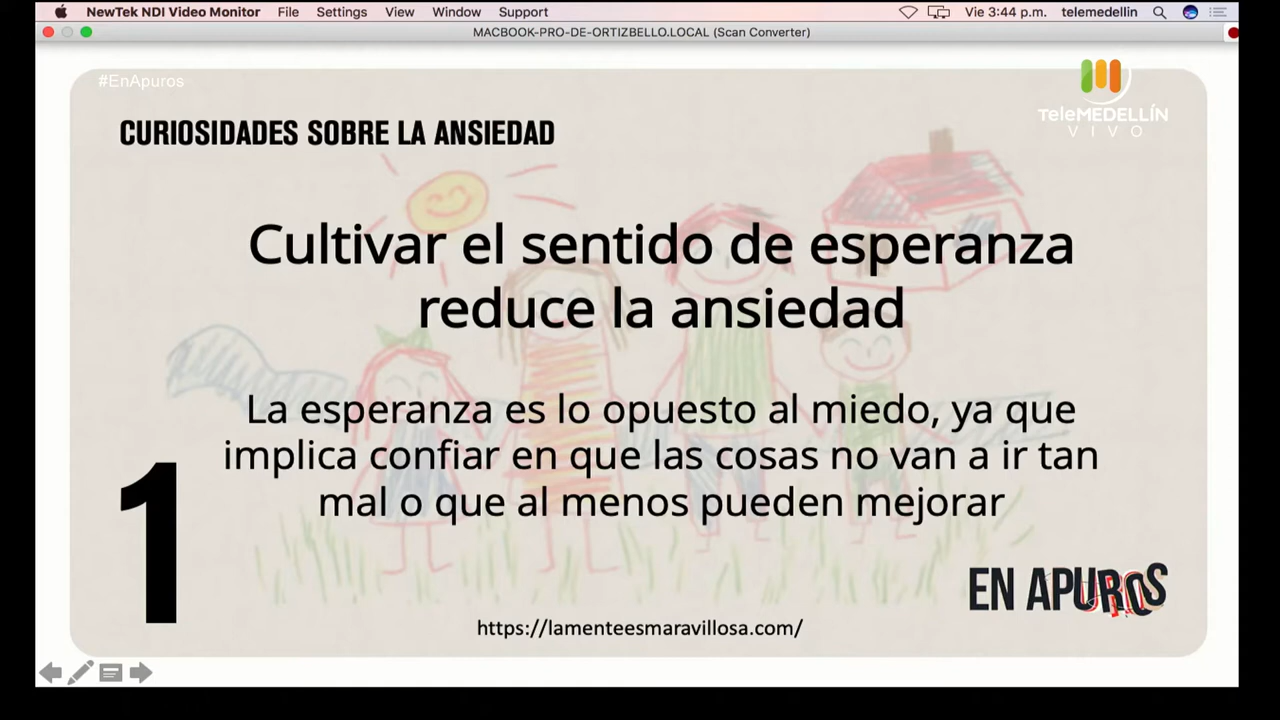 NewTek NDI Video Monitor File Settings View Window Support Vie 3:44 p.m. telemedellin
MACBOOK-PRO-DE-ORTIZBELLO.LOCAL (Scan Converter)
#EnApuros
TeleMEDELLÍN
VIVO
CURIOSIDADES SOBRE LA ANSIEDAD
Cultivar el sentido de esperanza
reduce la ansiedad
La esperanza es lo opuesto al miedo, ya que
implica confiar en que las cosas no van a ir tan
mal o que al menos pueden mejorar
1
EN APUROS
https://lamenteesmaravillosa.com/